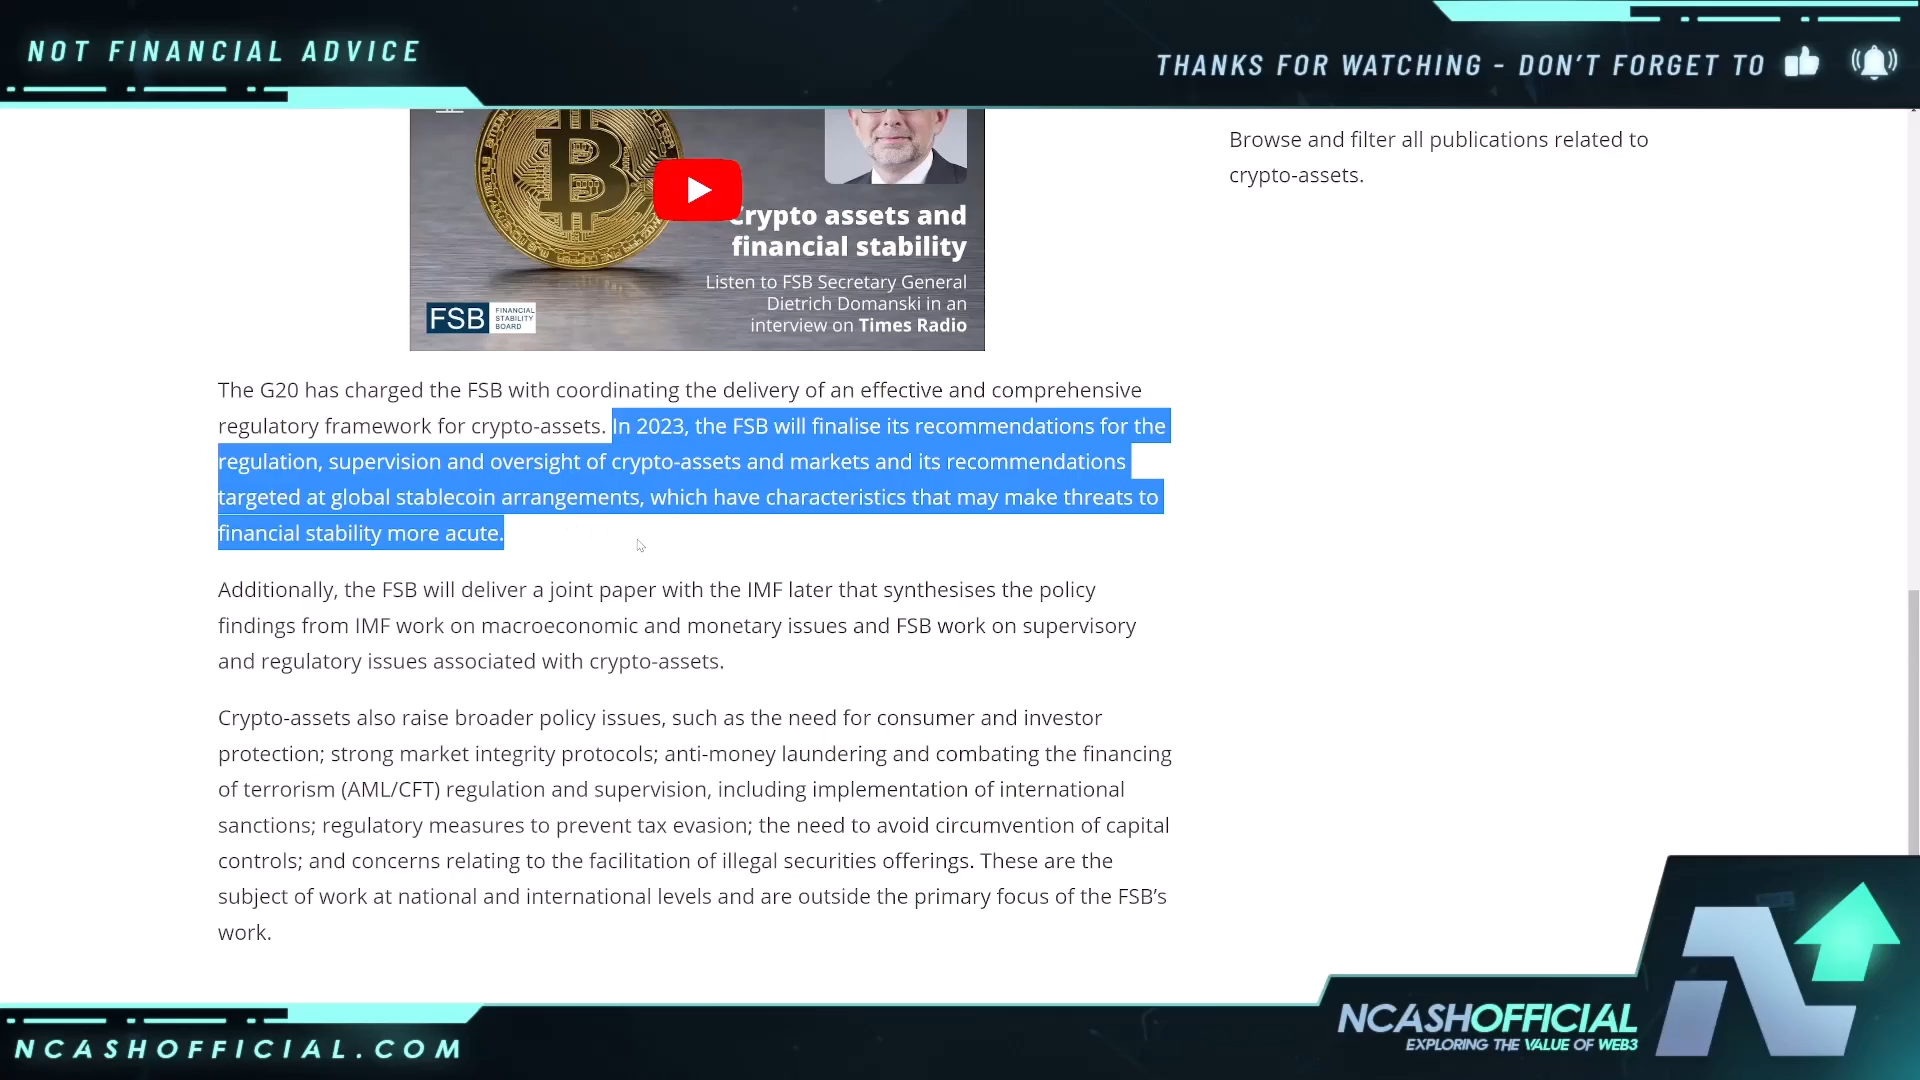 NOT FINANCIAL ADVICE
THANKS FOR WATCHING - DON'T FORGET TO
Browse and filter all publications related to
crypto-assets.
Crypto assets and
financial stability
Listen to FSB Secretary General
Dietrich Domanski in an
interview on Times Radio
FSB FINANCIAL
STABILITY
BOARD
The G20 has charged the FSB with coordinating the delivery of an effective and comprehensive
regulatory framework for crypto-assets. In 2023, the FSB will finalise its recommendations for the
regulation, supervision and oversight of crypto-assets and markets and its recommendations
targeted at global stablecoin arrangements, which have characteristics that may make threats to
financial stability more acute.
Additionally, the FSB will deliver a joint paper with the IMF later that synthesises the policy
findings from IMF work on macroeconomic and monetary issues and FSB work on supervisory
and regulatory issues associated with crypto-assets.
Crypto-assets also raise broader policy issues, such as the need for consumer and investor
protection; strong market integrity protocols; anti-money laundering and combating the financing
of terrorism (AML/CFT) regulation and supervision, including implementation of international
sanctions; regulatory measures to prevent tax evasion; the need to avoid circumvention of capital
controls; and concerns relating to the facilitation of illegal securities offerings. These are the
subject of work at national and international levels and are outside the primary focus of the FSB’s
work.
NCASHOFFICIAL.COM
NCASHOFFICIAL
EXPLORING THE VALUE OF WEB3